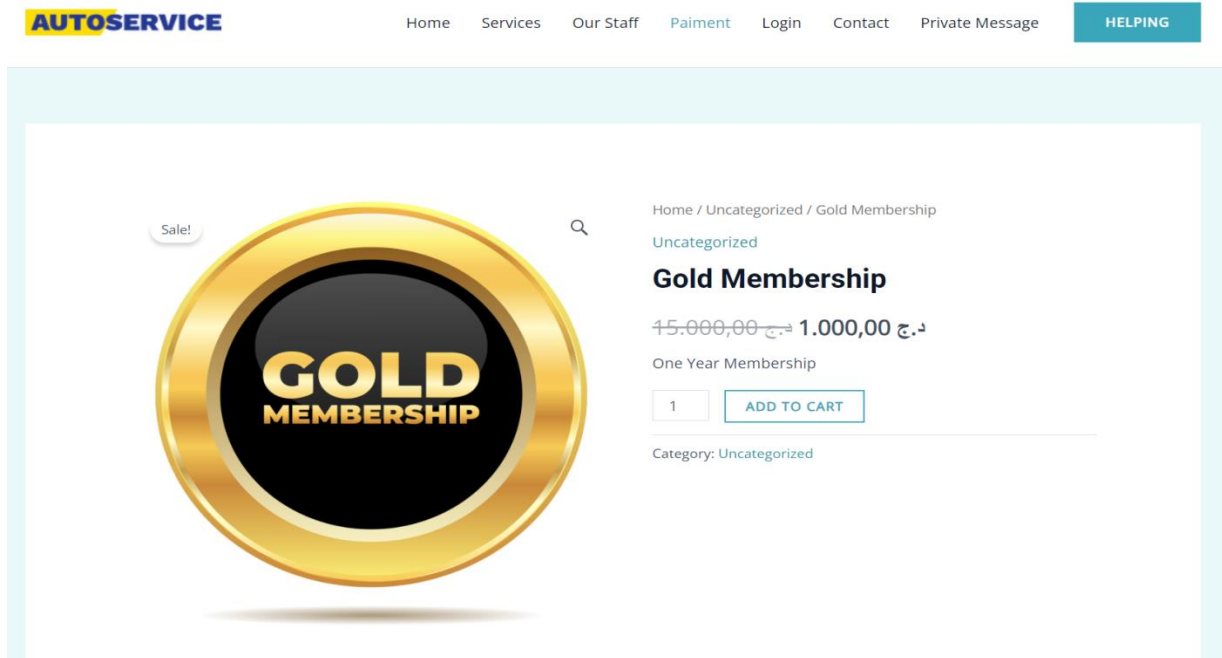 AUTOSERVICE Home Services Our Staff Paiment Login Contact Private Message HELPING
Sale!
GOLD
MEMBERSHIP
Home / Uncategorized / Gold Membership
Uncategorized
Gold Membership
15.000,00 د.ج 1.000,00 د.ج
One Year Membership
1 ADD TO CART
Category: Uncategorized